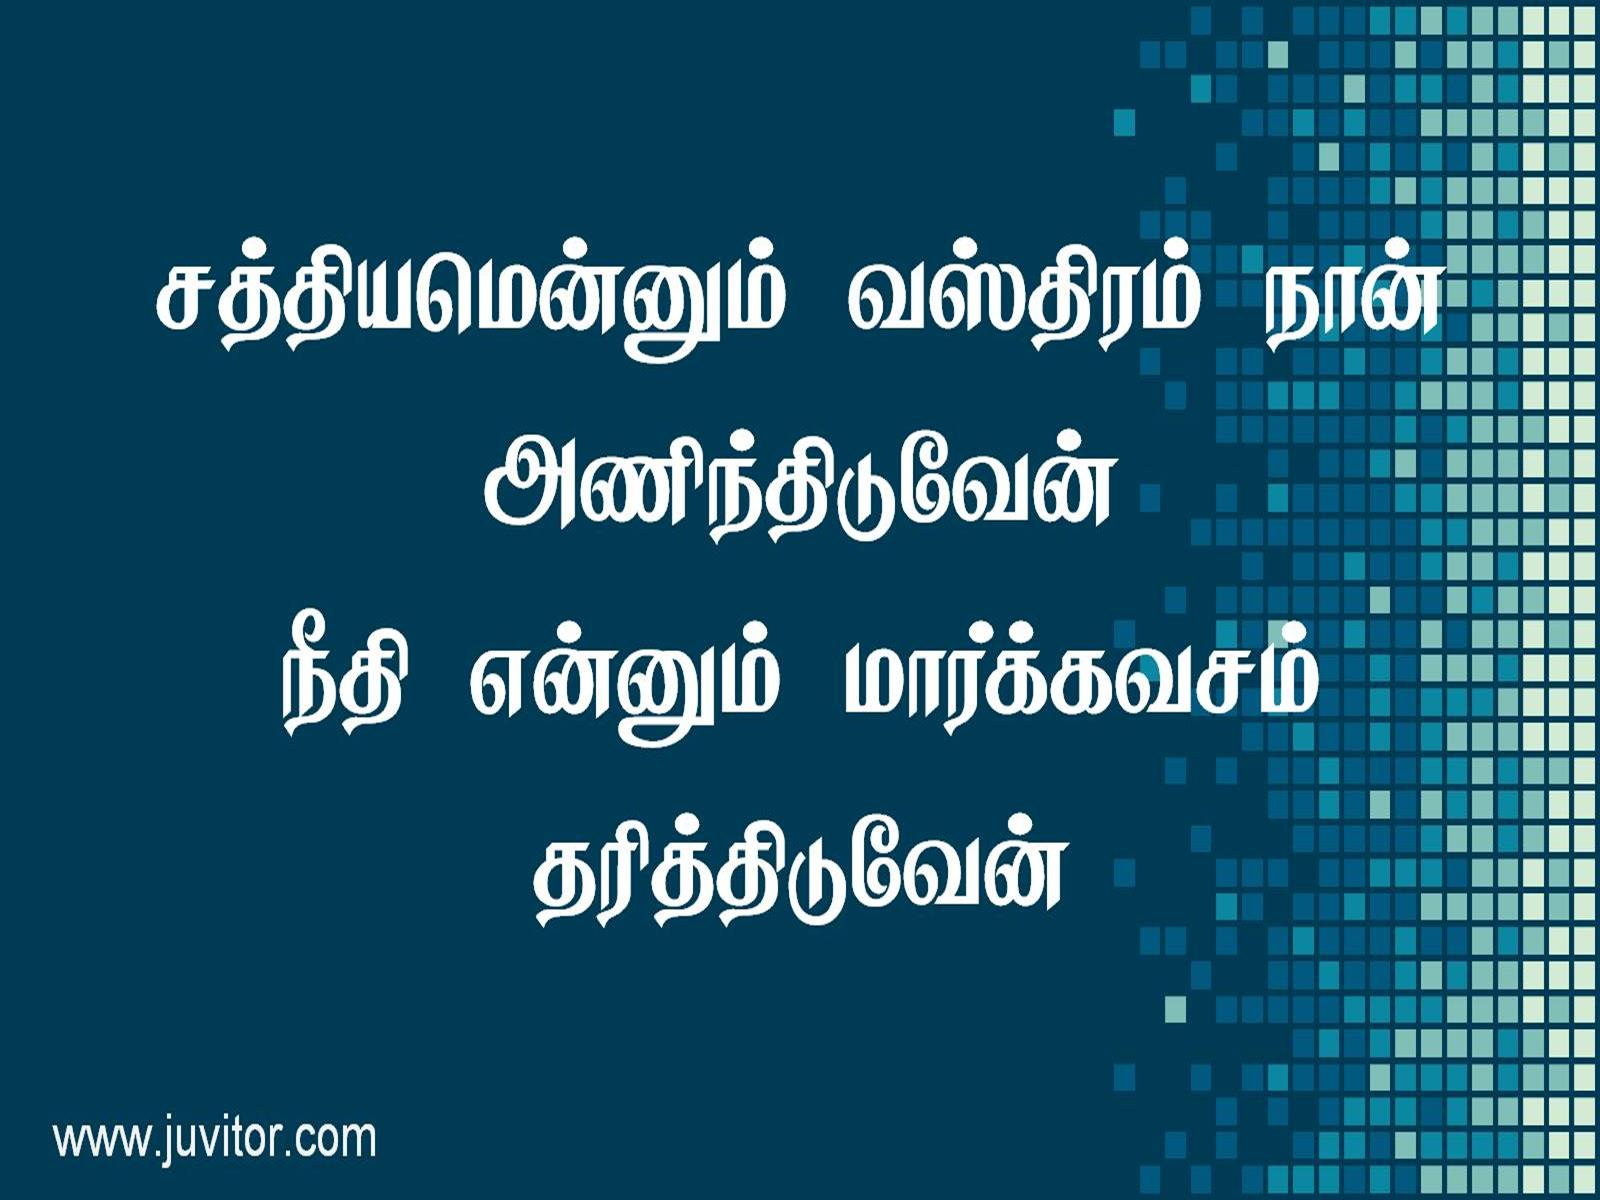 சத்தியமென்னும் வஸ்திரம் நான்
அணிந்திடுவேன்
நீதி என்னும் மார்க்கவசம்
தரித்திடுவேன்
www.juvitor.com